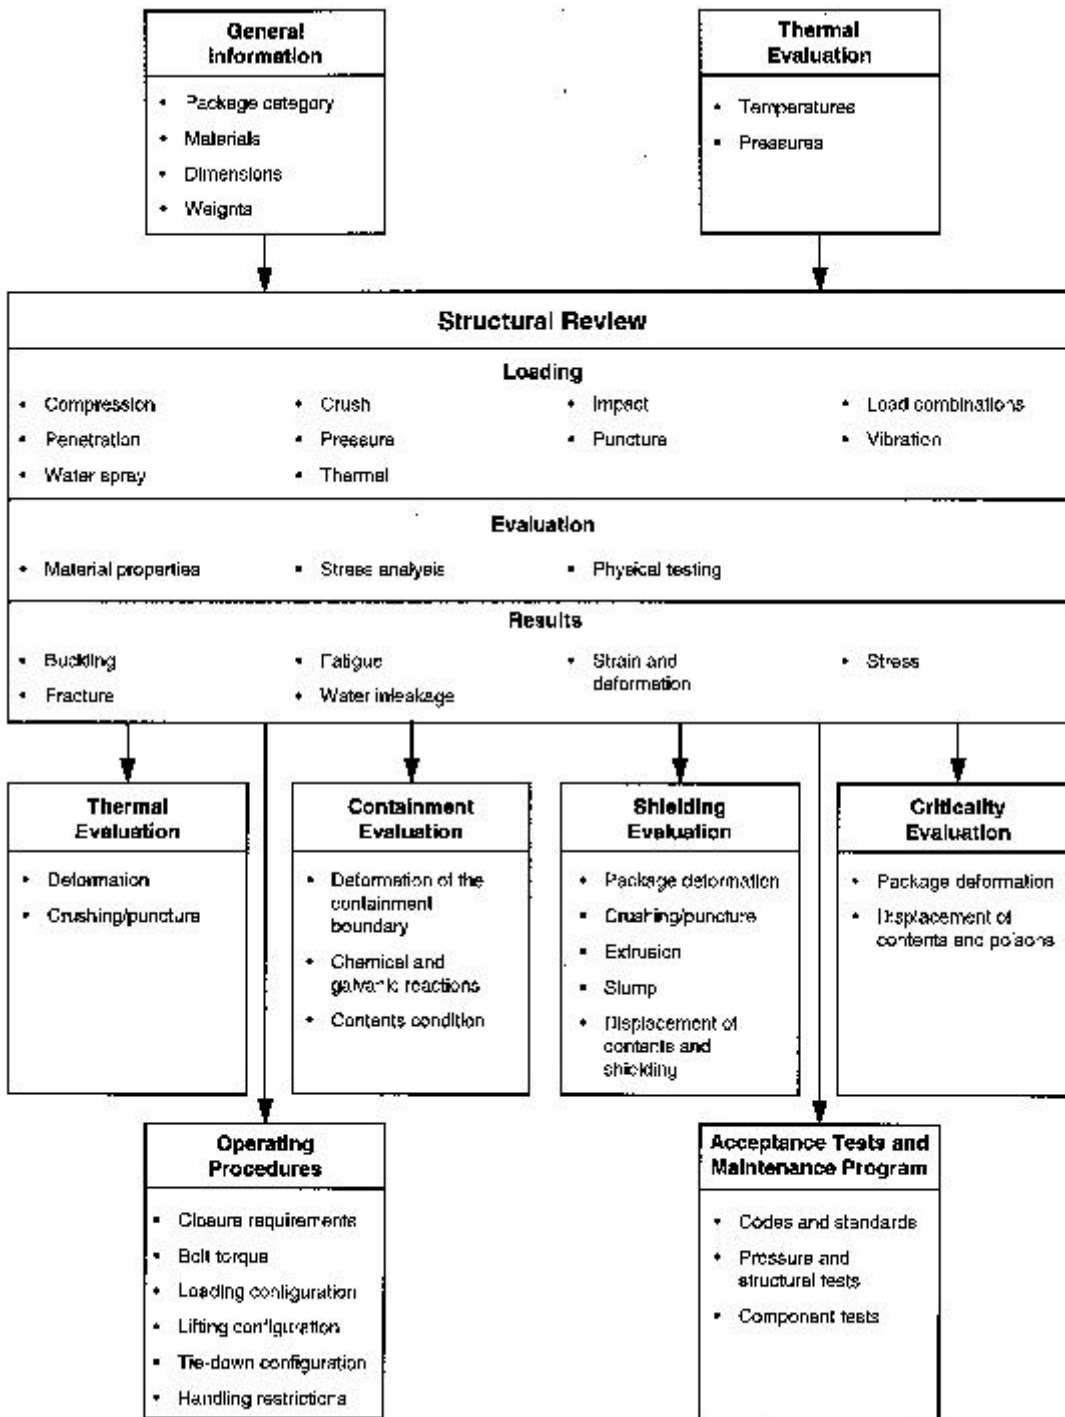 General
Information
• Package category
• Materials
• Dimensions
• Weights
Thermal
Evaluation
• Temperatures
• Pressures
Structural Review
Loading
• Compression
• Crush
• Impact
• Load combinations
• Penetration
• Pressure
• Puncture
• Vibration
• Water spray
• Thermal
Evaluation
• Material properties
• Stress analysis
• Physical testing
Results
• Buckling
• Fatigue
• Strain and
deformation
• Stress
• Fracture
• Water inleakage
Thermal
Evaluation
• Deformation
• Crushing/puncture
Containment
Evaluation
• Deformation of the
containment
boundary
• Chemical and
galvanic reactions
• Contents condition
Shielding
Evaluation
• Package deformation
• Crushing/puncture
• Extrusion
• Slump
• Displacement of
contents and
shielding
Criticality
Evaluation
• Package deformation
• Displacement of
contents and poisons
Operating
Procedures
• Closure requirements
• Bolt torque
• Loading configuration
• Lifting configuration
• Tie-down configuration
• Handling restrictions
Acceptance Tests and
Maintenance Program
• Codes and standards
• Pressure and
structural tests
• Component tests